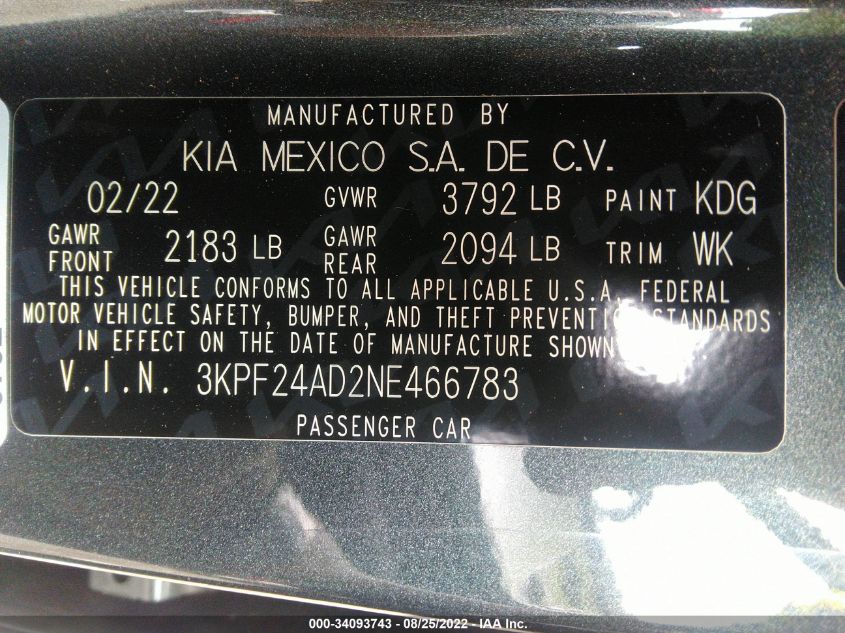 MANUFACTURED BY
KIA MEXICO S.A. DE C.V.
02/22 GVWR 3792 LB PAINT KDG
GAWR FRONT 2183 LB GAWR REAR 2094 LB TRIM WK
THIS VEHICLE CONFORMS TO ALL APPLICABLE U.S.A. FEDERAL
MOTOR VEHICLE SAFETY, BUMPER, AND THEFT STANDARDS
IN EFFECT ON THE DATE OF MANUFACTURE SHOWN
V.I.N. 3KPF24AD2NE466783
PASSENGER CAR
000-34093743 - 08/25/2022 - IAA Inc.